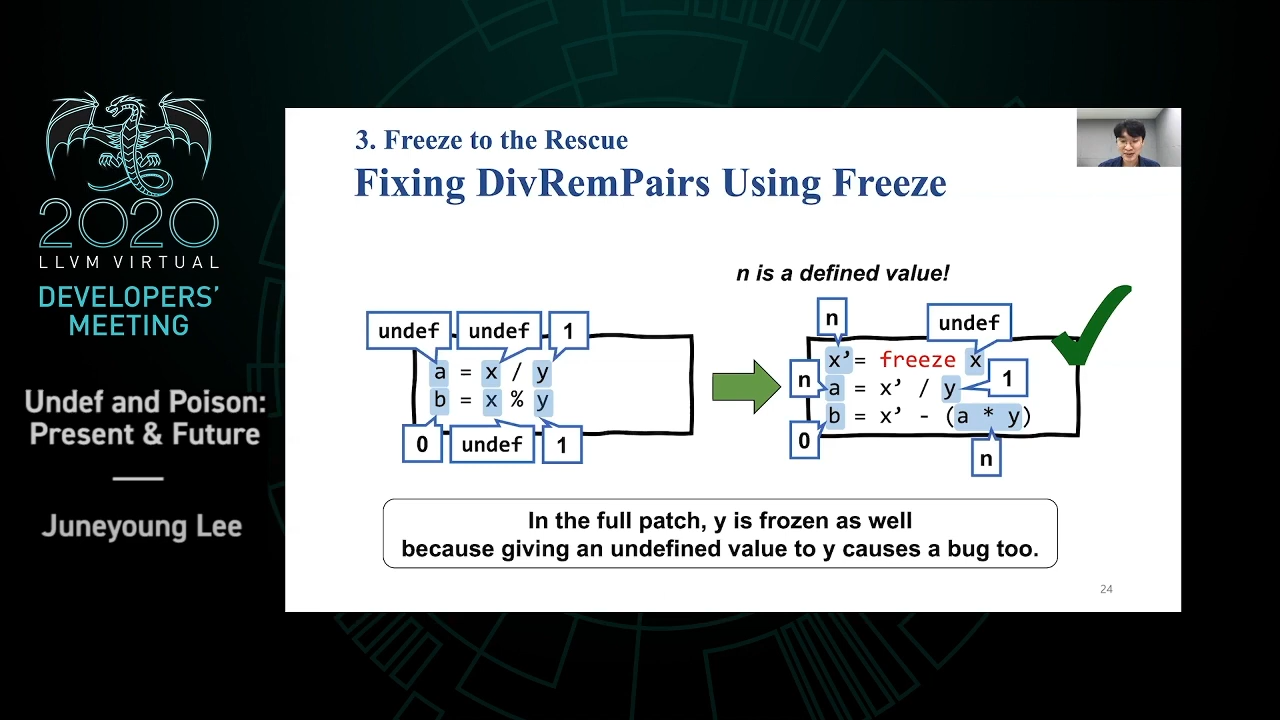 2020
LLVM VIRTUAL
DEVELOPERS'
MEETING
Undef and Poison:
Present & Future
Juneyoung Lee
3. Freeze to the Rescue
Fixing DivRemPairs Using Freeze
n is a defined value!
undef undef 1
a = x / y
b = x % y
0 undef 1
n undef
x’= freeze x
n a = x’ / y 1
b = x’ - (a * y)
0
n
In the full patch, y is frozen as well
because giving an undefined value to y causes a bug too.
24